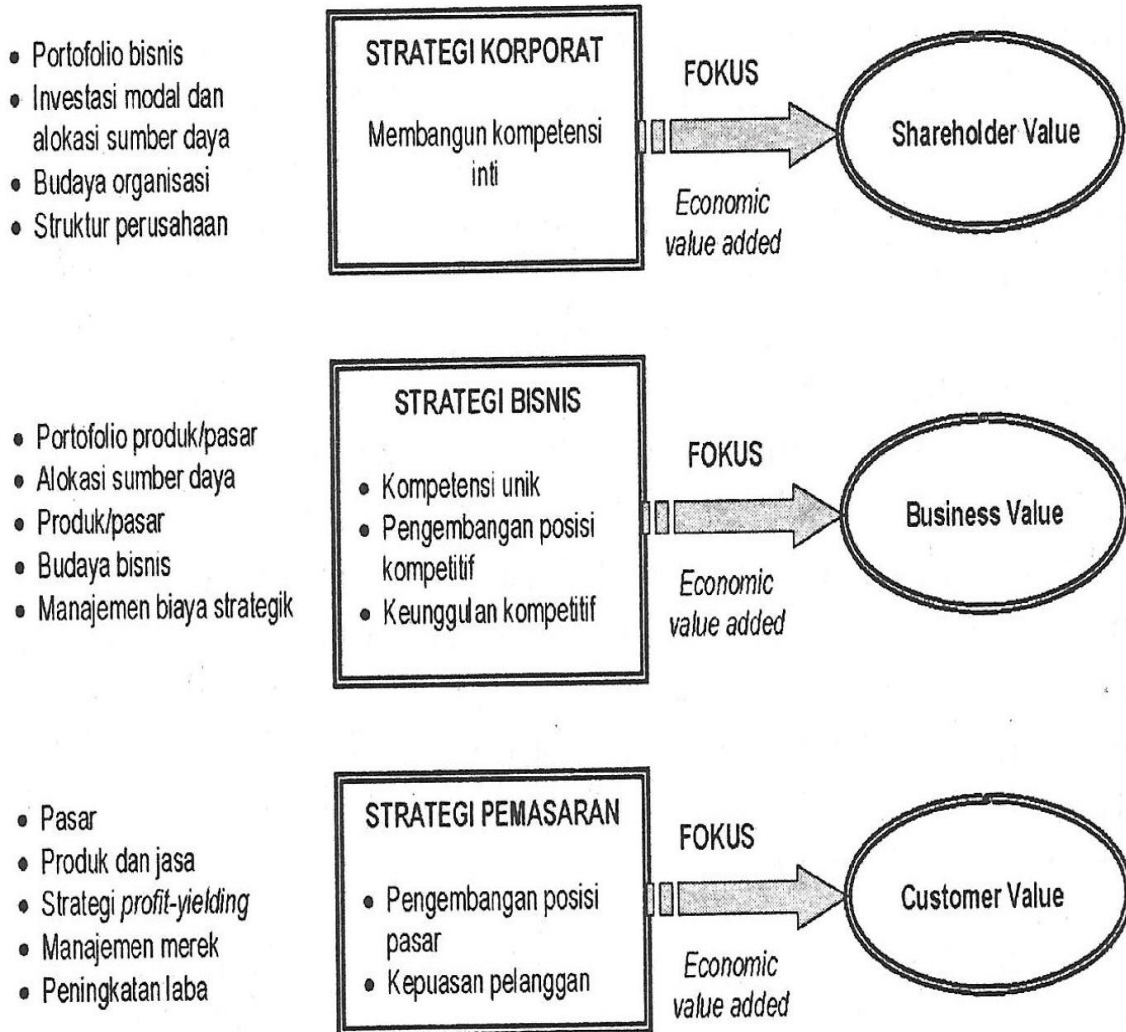 • Portofolio bisnis
• Investasi modal dan
alokasi sumber daya
• Budaya organisasi
• Struktur perusahaan
STRATEGI KORPORAT
Membangun kompetensi
inti
FOKUS
Economic
value added
Shareholder Value
• Portofolio produk/pasar
• Alokasi sumber daya
• Produk/pasar
• Budaya bisnis
• Manajemen biaya strategik
STRATEGI BISNIS
• Kompetensi unik
• Pengembangan posisi
kompetitif
• Keunggulan kompetitif
FOKUS
Economic
value added
Business Value
• Pasar
• Produk dan jasa
• Strategi profit-yielding
• Manajemen merek
• Peningkatan laba
STRATEGI PEMASARAN
• Pengembangan posisi
pasar
• Kepuasan pelanggan
FOKUS
Economic
value added
Customer Value